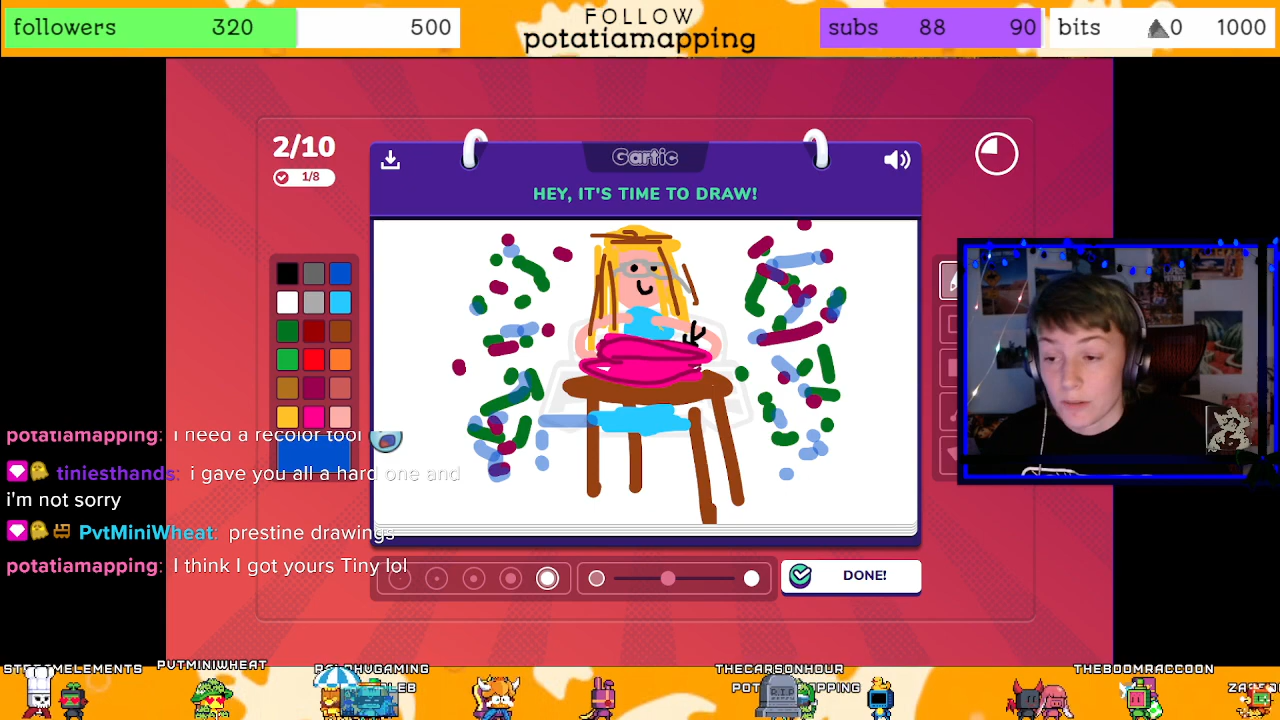 followers 320 500
FOLLOW
potatiamapping
subs 88 90
bits 0 1000
2/10
1/8
Gartic
HEY, IT'S TIME TO DRAW!
potatiamapping: I need a recolor tool
tiniesthands: i gave you all a hard one and
i'm not sorry
PvtMiniWheat: prestine drawings
potatiamapping: I think I got yours Tiny lol
DONE!
PVTMINIWHEAT
THECARSONHOUR
THEBOOMRACCOON
R.I.P